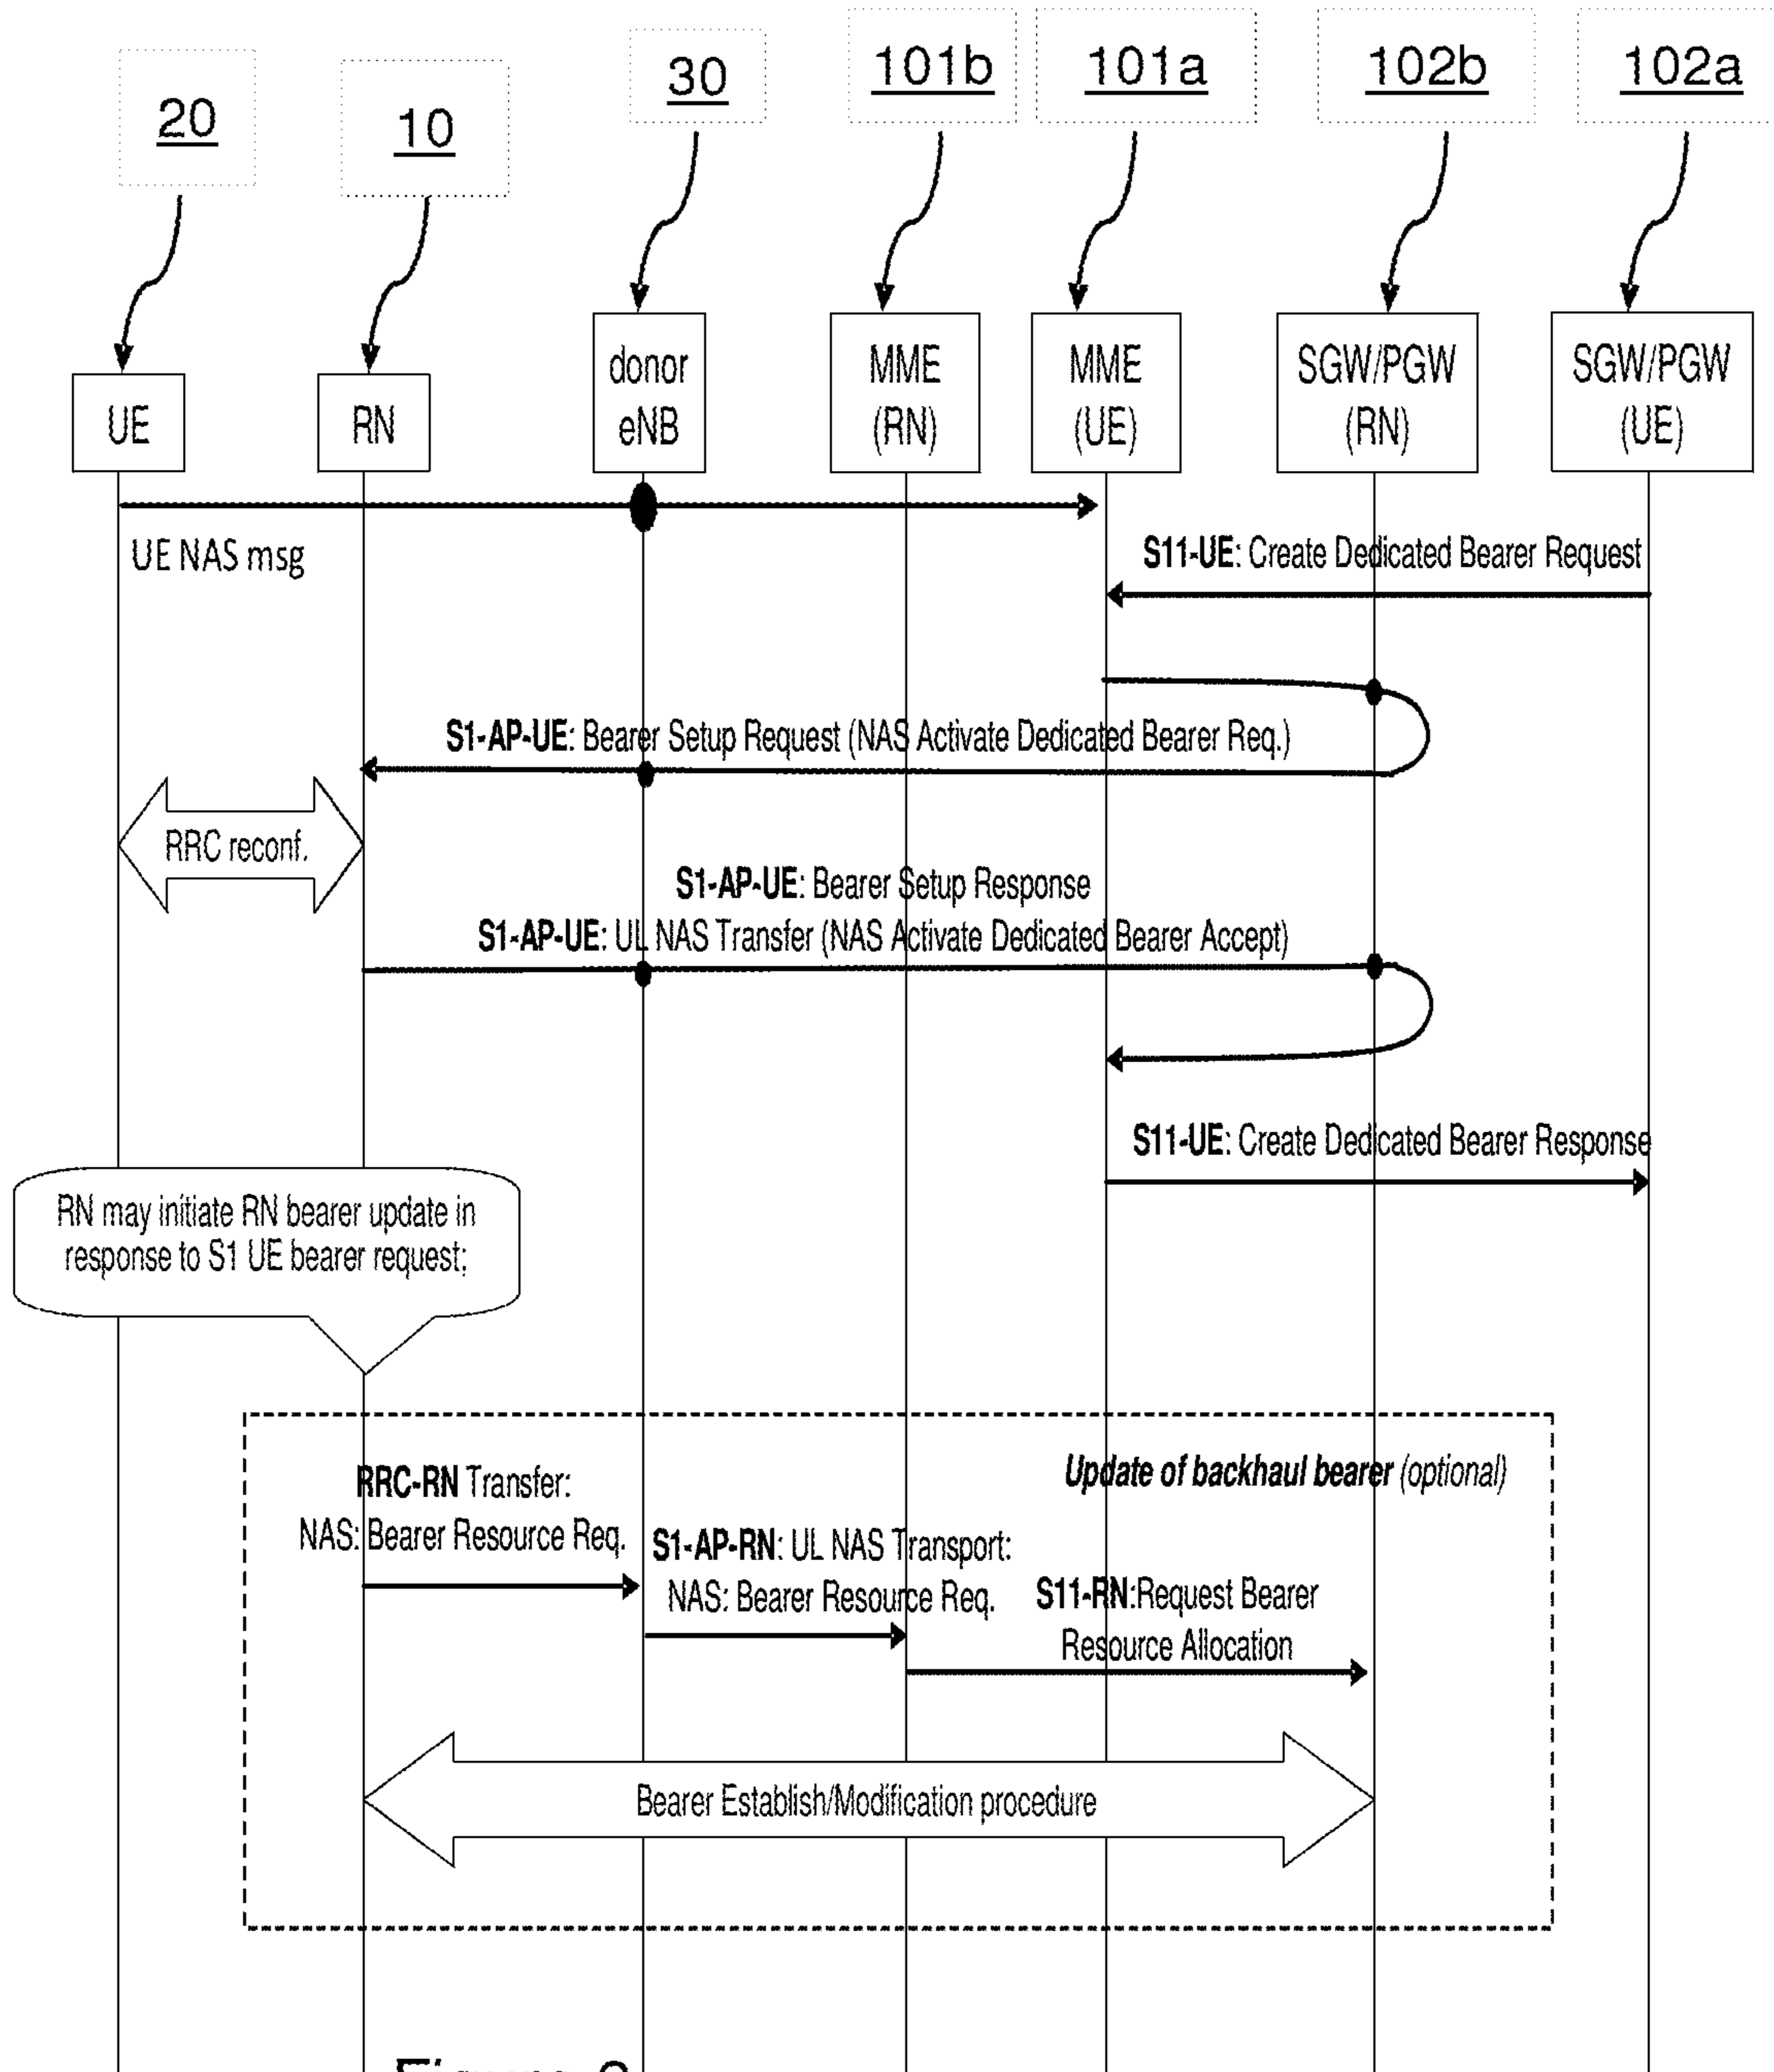 20
10
30
101b
101a
102b
102a
UE
RN
donor
eNB
MME
(RN)
MME
(UE)
SGW/PGW
(RN)
SGW/PGW
(UE)
UE NAS msg
S11-UE: Create Dedicated Bearer Request
S1-AP-UE: Bearer Setup Request (NAS Activate Dedicated Bearer Req.)
RRC reconf.
S1-AP-UE: Bearer Setup Response
S1-AP-UE: UL NAS Transfer (NAS Activate Dedicated Bearer Accept)
S11-UE: Create Dedicated Bearer Response
RN may initiate RN bearer update in
response to S1 UE bearer request;
Update of backhaul bearer (optional)
RRC-RN Transfer:
NAS: Bearer Resource Req.
S1-AP-RN: UL NAS Transport:
NAS: Bearer Resource Req.
S11-RN:Request Bearer
Resource Allocation
Bearer Establish/Modification procedure